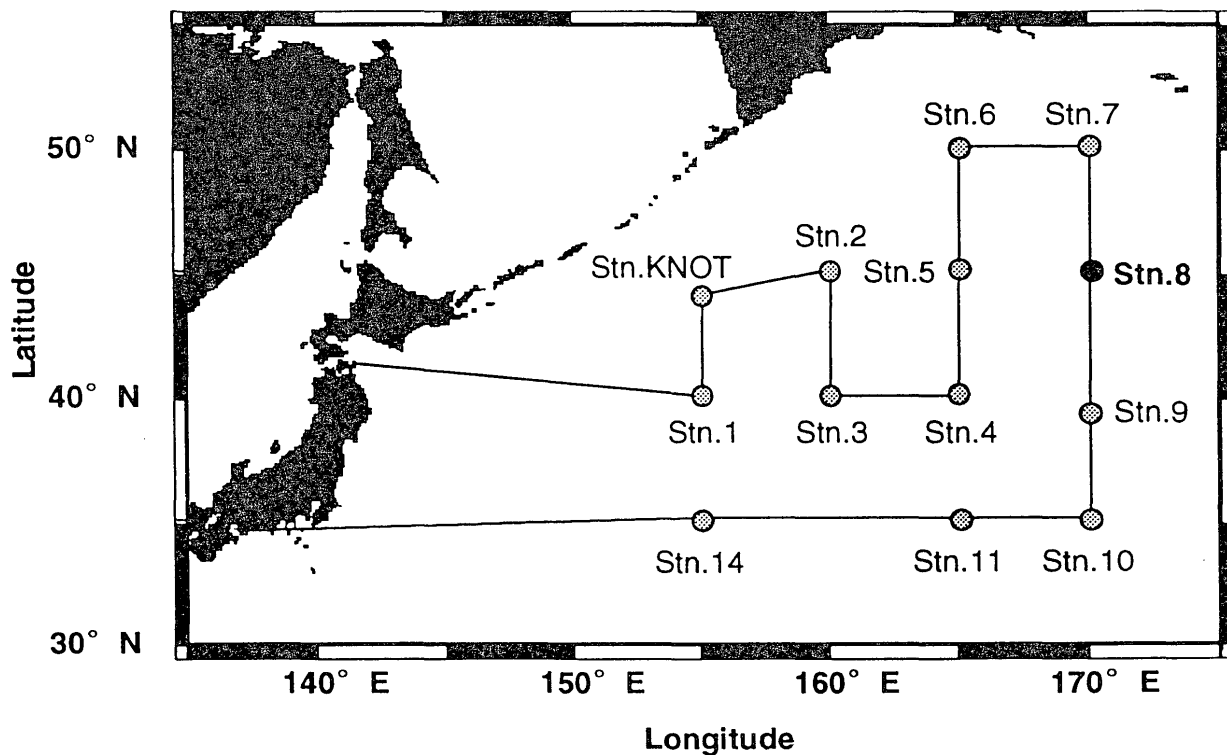 Stn.6
Stn.7
50° N
Stn.2
Stn.KNOT
Stn.5
Stn.8
Latitude
40° N
Stn.1
Stn.3
Stn.4
Stn.9
Stn.14
Stn.11
Stn.10
30° N
140° E
150° E
160° E
170° E
Longitude